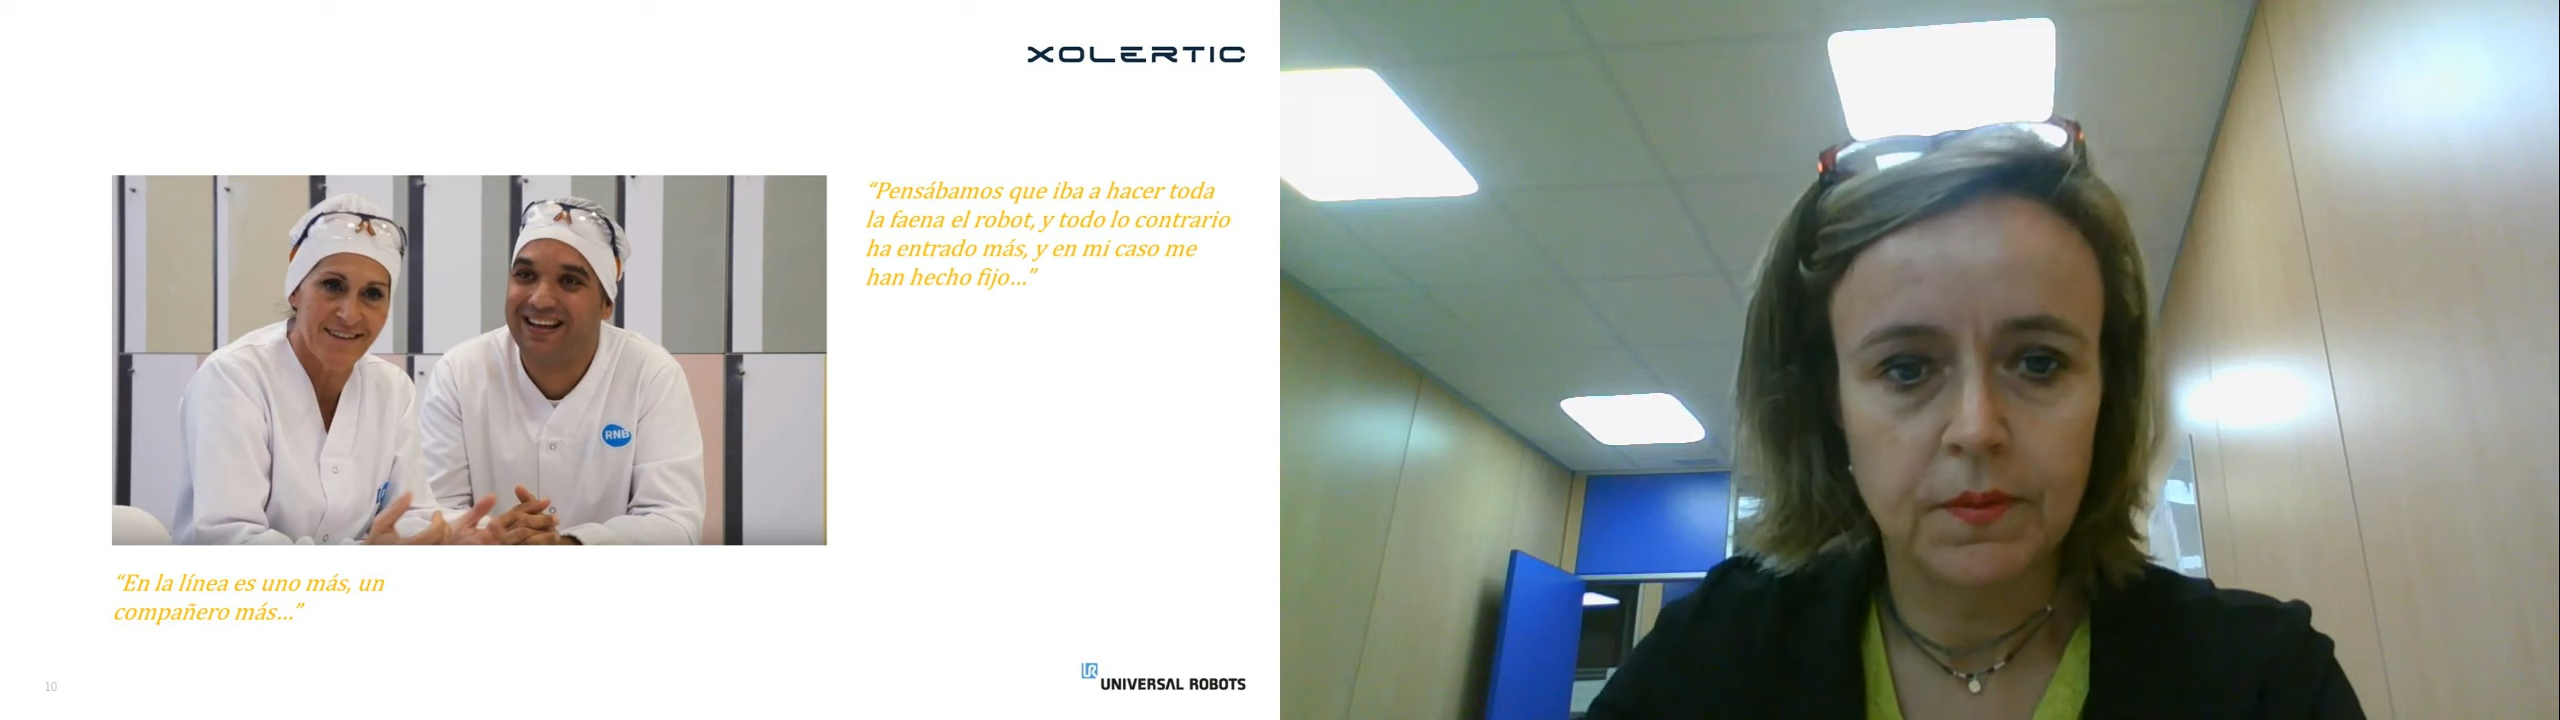 XOLERTIC
“Pensábamos que iba a hacer toda
la faena el robot, y todo lo contrario
ha entrado más, y en mi caso me
han hecho fijo...”
RNB
“En la línea es uno más, un
compañero más...”
UR
UNIVERSAL ROBOTS
10